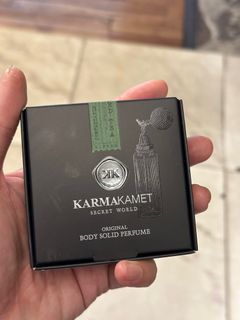 KK
KARMAKAMET
SECRET WORLD
ORIGINAL
BODY SOLID PERFUME